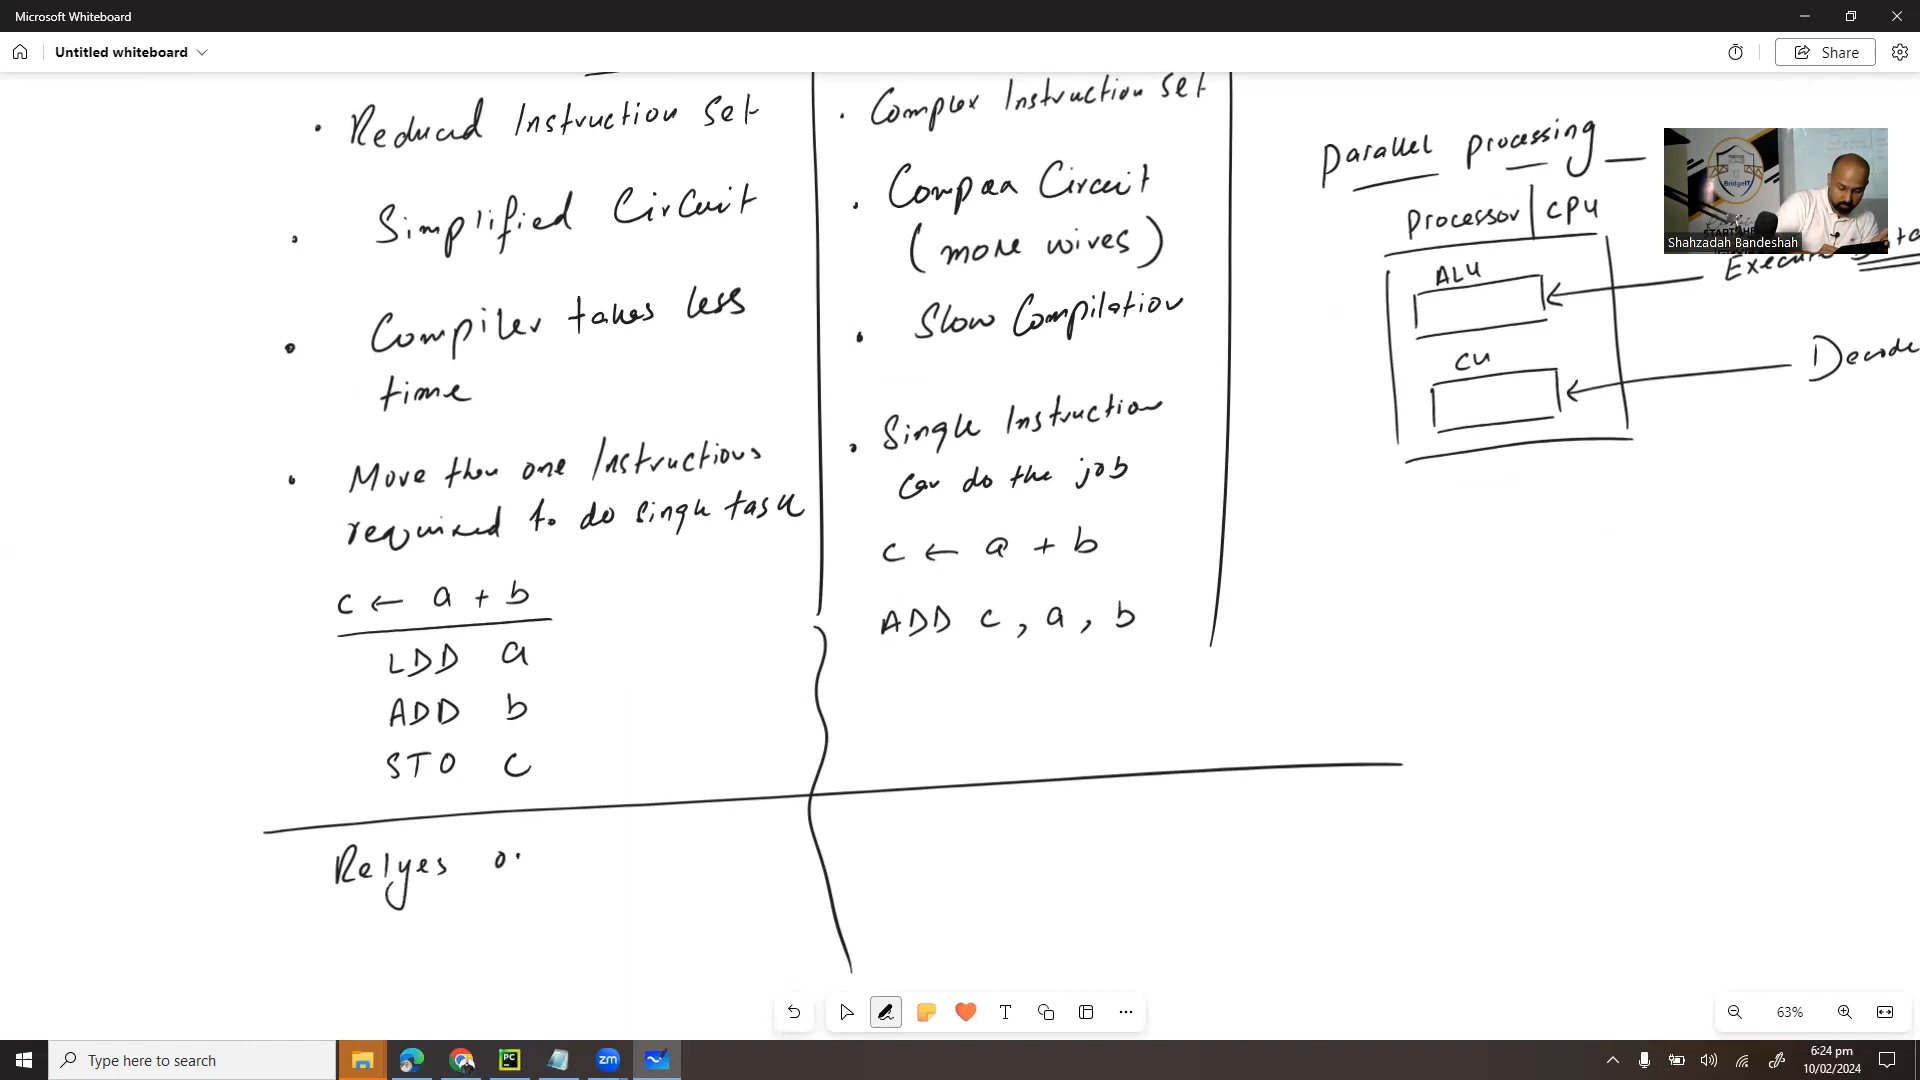 Microsoft Whiteboard
Untitled whiteboard
Share
Reduced Instruction Set
Simplified Circuit
Compiler takes less
time
More than one Instructions
required to do single task
c ← a + b
LDD a
ADD b
STO c
Relyes
Complex Instruction Set
Circuit
(more wires)
Slow Compilation
Single Instruction
can do the job
c ← a + b
ADD c, a, b
Parallel processing
Processor | CPU
ALU
CU
Decode
BridgeIT
Shahzadah Bandeshah
63%
Type here to search
6:24 pm
10/02/2024